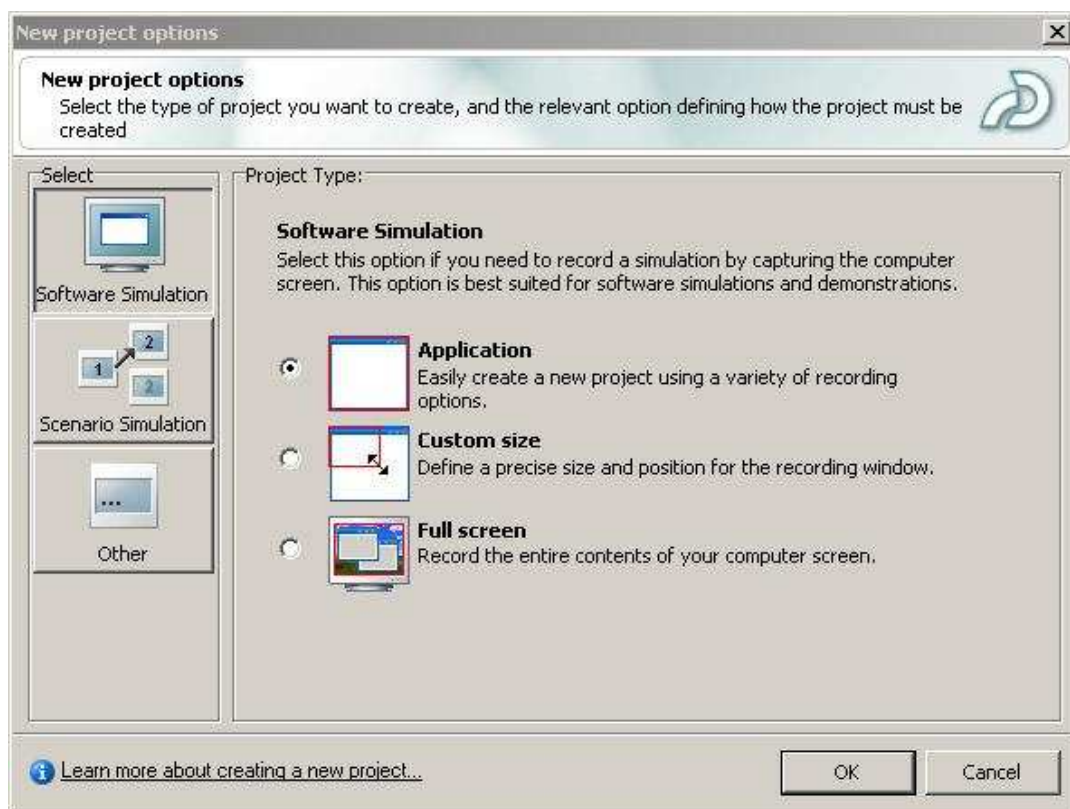 New project options
New project options
Select the type of project you want to create, and the relevant option defining how the project must be
created
Select
Software Simulation
1
2
2
Scenario Simulation
...
Other
Project Type:
Software Simulation
Select this option if you need to record a simulation by capturing the computer
screen. This option is best suited for software simulations and demonstrations.
Application
Easily create a new project using a variety of recording
options.
Custom size
Define a precise size and position for the recording window.
Full screen
Record the entire contents of your computer screen.
Learn more about creating a new project...
OK
Cancel